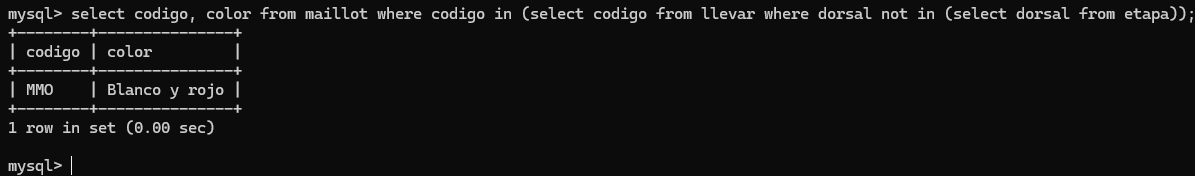 mysql> select codigo, color from maillot where codigo in (select codigo from llevar where dorsal not in (select dorsal from etapa));
+--------+--------------+
| codigo | color        |
+--------+--------------+
| MMO    | Blanco y rojo |
+--------+--------------+
1 row in set (0.00 sec)
mysql>